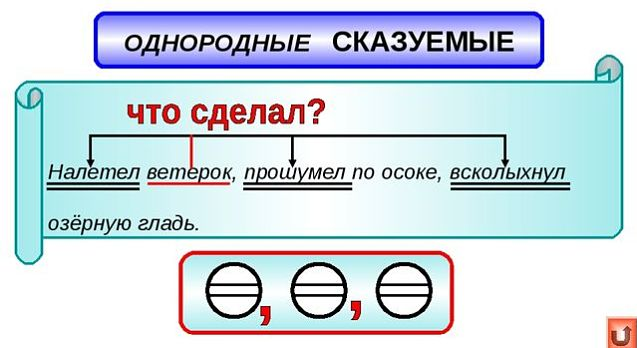 ОДНОРОДНЫЕ СКАЗУЕМЫЕ
что сделал?
Налетел ветерок, прошумел по осоке, всколыхнул
озёрную гладь.
, ,